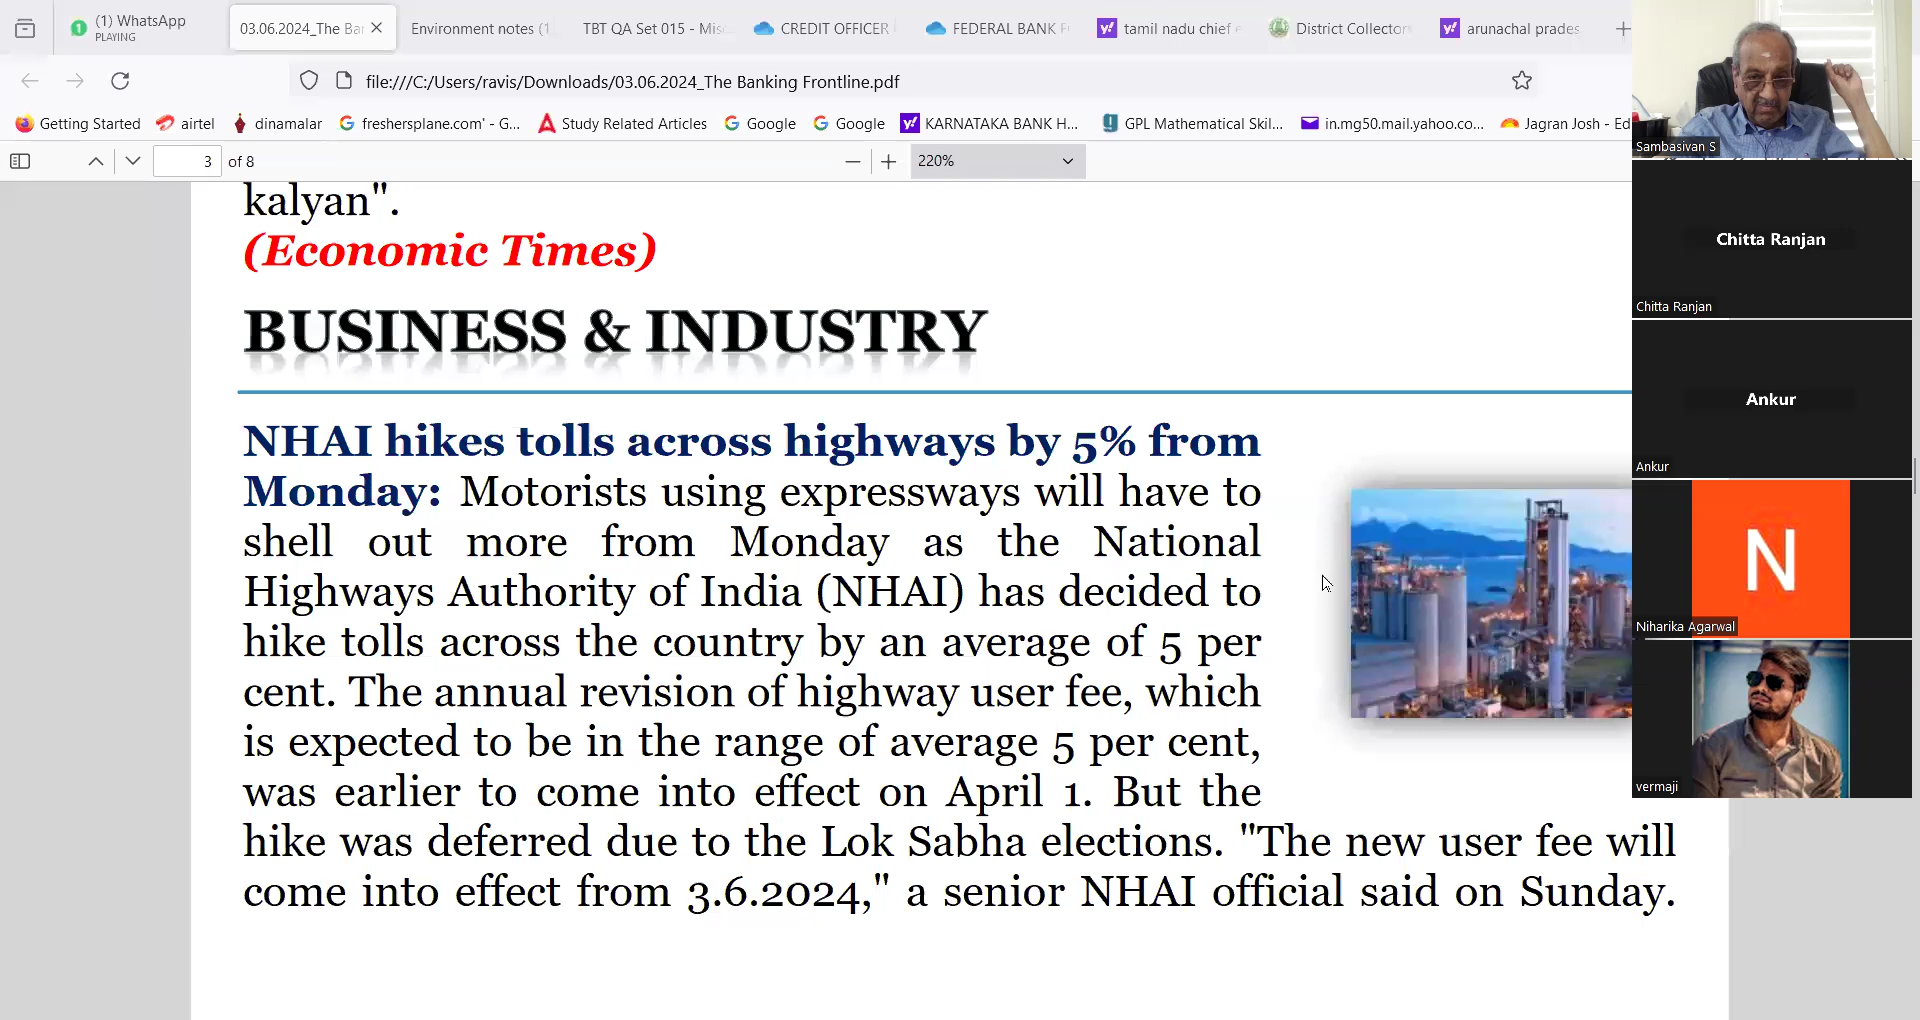 (1) WhatsApp
PLAYING
03.06.2024_The Ba
Environment notes (1
TBT QA Set 015 - Mis
CREDIT OFFICER
FEDERAL BANK F
tamil nadu chief
District Collector
arunachal prades
file:///C:/Users/ravis/Downloads/03.06.2024_The Banking Frontline.pdf
Getting Started
airtel
dinamalar
freshersplane.com' - G...
Study Related Articles
Google
Google
KARNATAKA BANK H...
GPL Mathematical Skil...
in.mg50.mail.yahoo.co...
Jagran Josh - Ed
3 of 8
220%
kalyan".
(Economic Times)
BUSINESS & INDUSTRY
NHAI hikes tolls across highways by 5% from
Monday: Motorists using expressways will have to
shell out more from Monday as the National
Highways Authority of India (NHAI) has decided to
hike tolls across the country by an average of 5 per
cent. The annual revision of highway user fee, which
is expected to be in the range of average 5 per cent,
was earlier to come into effect on April 1. But the
hike was deferred due to the Lok Sabha elections. "The new user fee will
come into effect from 3.6.2024," a senior NHAI official said on Sunday.
Sambasivan S
Chitta Ranjan
Chitta Ranjan
Ankur
Ankur
N
Niharika Agarwal
vermaji